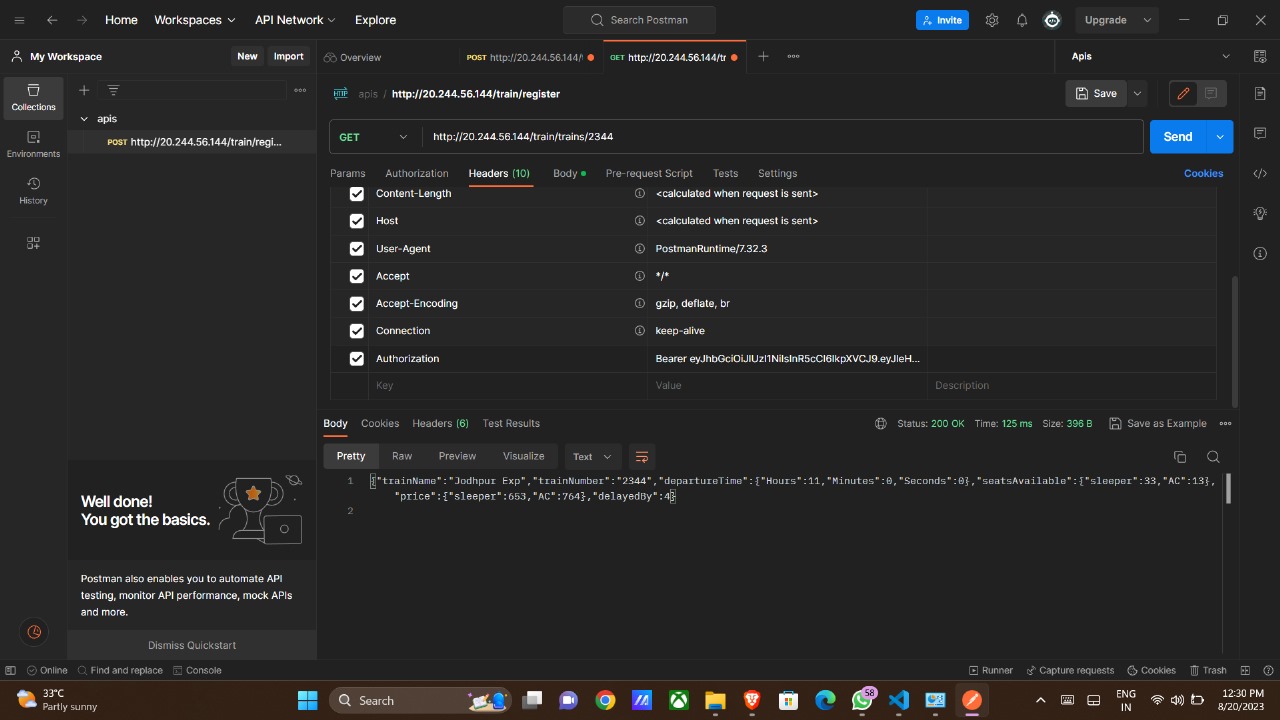 Home Workspaces API Network Explore Search Postman Invite Upgrade
My Workspace New Import Overview POST http://20.244.56.144/t GET http://20.244.56.144/tr Apis
Collections
Environments
History
apis
POST http://20.244.56.144/train/regi...
HTTP apis / http://20.244.56.144/train/register Save
GET http://20.244.56.144/train/trains/2344 Send
Params Authorization Headers (10) Body Pre-request Script Tests Settings Cookies
Content-Length <calculated when request is sent>
Host <calculated when request is sent>
User-Agent PostmanRuntime/7.32.3
Accept */*
Accept-Encoding gzip, deflate, br
Connection keep-alive
Authorization Bearer eyJhbGciOiJIUzI1NiIsInR5cCI6IkpXVCJ9.eyJleH...
Key Value Description
Body Cookies Headers (6) Test Results Status: 200 OK Time: 125 ms Size: 396 B Save as Example
Pretty Raw Preview Visualize Text
1 {"trainName":"Jodhpur Exp","trainNumber":"2344","departureTime":{"Hours":11,"Minutes":0,"Seconds":0},"seatsAvailable":{"sleeper":33,"AC":13},
"price":{"sleeper":653,"AC":764},"delayedBy":4}
2
Well done!
You got the basics.
Postman also enables you to automate API
testing, monitor API performance, mock APIs
and more.
Dismiss Quickstart
Online Find and replace Console Runner Capture requests Cookies Trash
33°C
Partly sunny
Search
58
ENG
IN
12:30 PM
8/20/2023